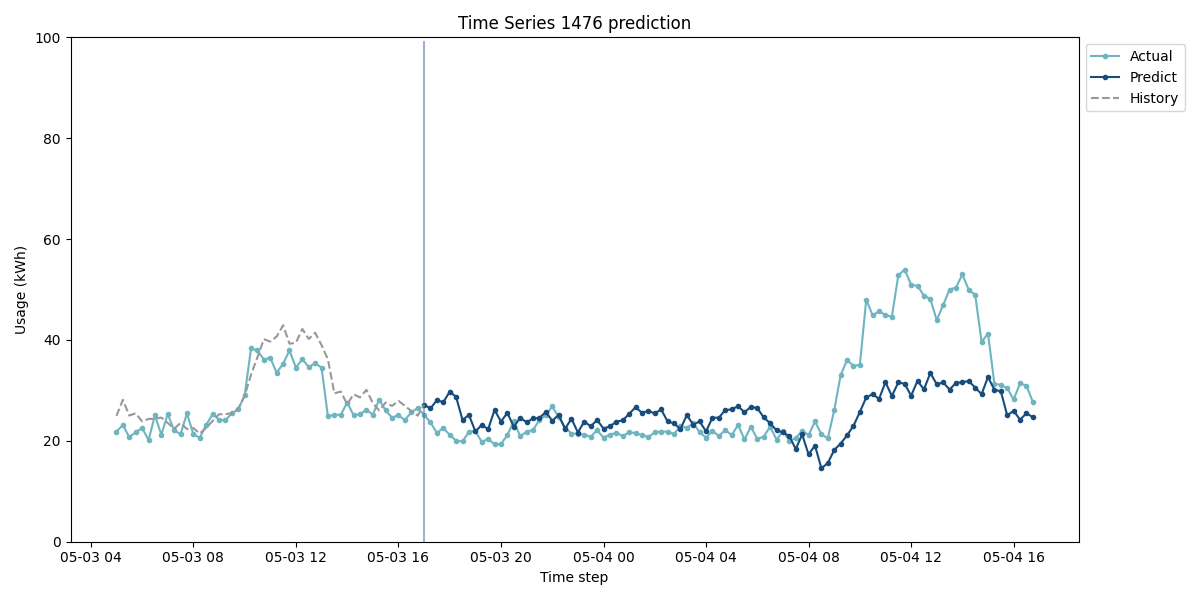 Time Series 1476 prediction
100
80
60
40
20
0
Usage (kWh)
05-03 04
05-03 08
05-03 12
05-03 16
05-03 20
05-04 00
05-04 04
05-04 08
05-04 12
05-04 16
Time step
Actual
Predict
History